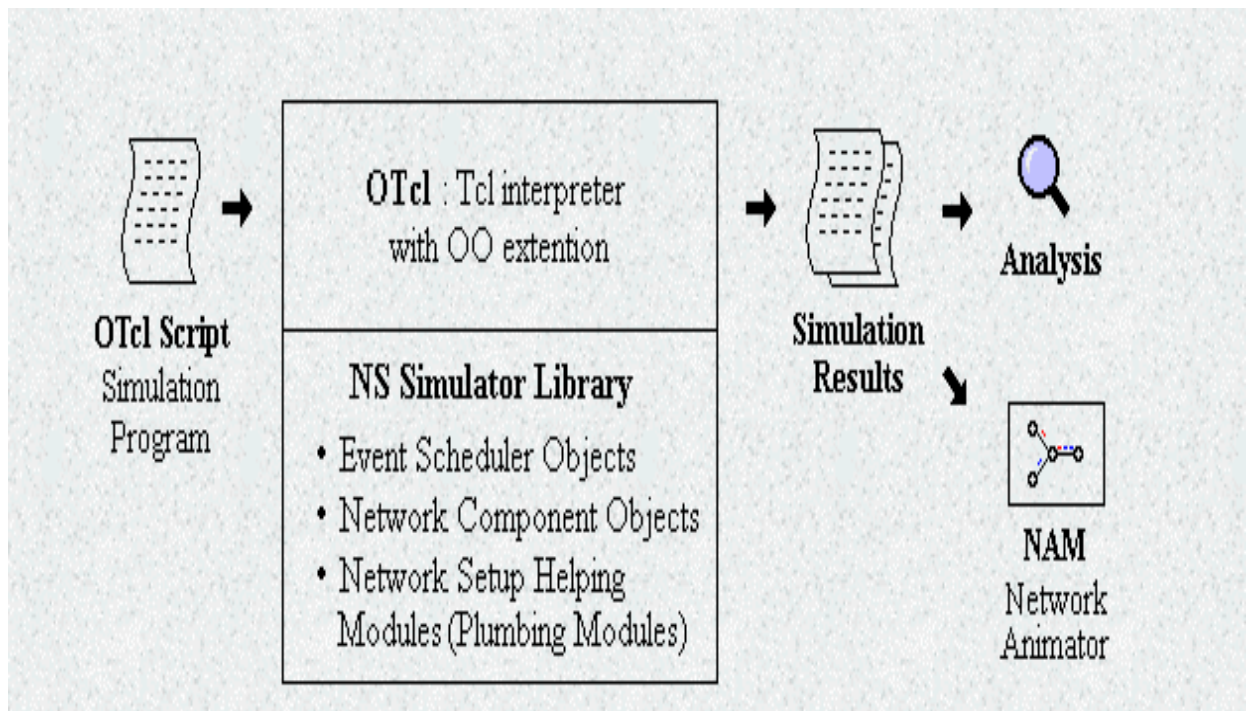 OTcl Script
Simulation
Program
OTcl : Tcl interpreter
with OO extention
NS Simulator Library
• Event Scheduler Objects
• Network Component Objects
• Network Setup Helping
Modules (Plumbing Modules)
Simulation
Results
Analysis
NAM
Network
Animator